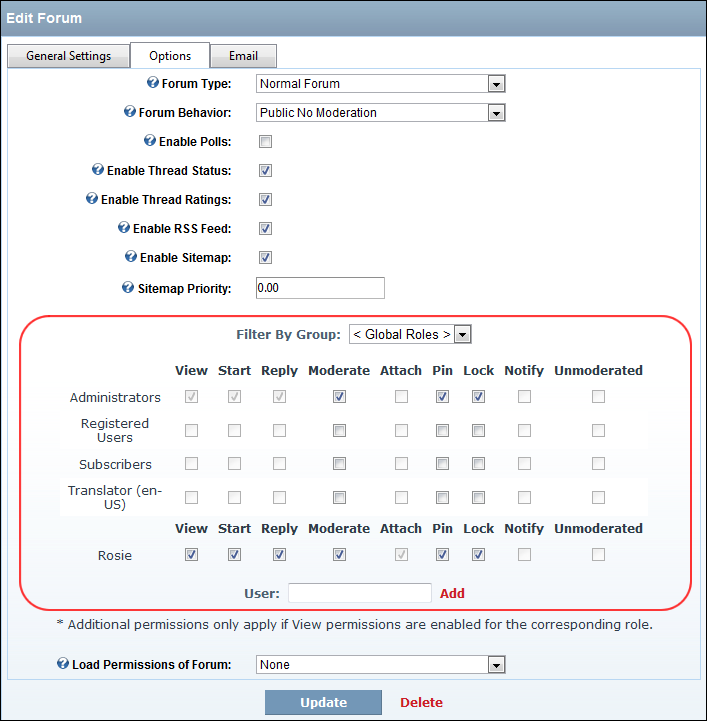 Edit Forum
General Settings Options Email
Forum Type: Normal Forum
Forum Behavior: Public No Moderation
Enable Polls:
Enable Thread Status:
Enable Thread Ratings:
Enable RSS Feed:
Enable Sitemap:
Sitemap Priority: 0.00
Filter By Group: < Global Roles >
View Start Reply Moderate Attach Pin Lock Notify Unmoderated
Administrators
Registered
Users
Subscribers
Translator (en-
US)
View Start Reply Moderate Attach Pin Lock Notify Unmoderated
Rosie
User: Add
* Additional permissions only apply if View permissions are enabled for the corresponding role.
Load Permissions of Forum: None
Update Delete